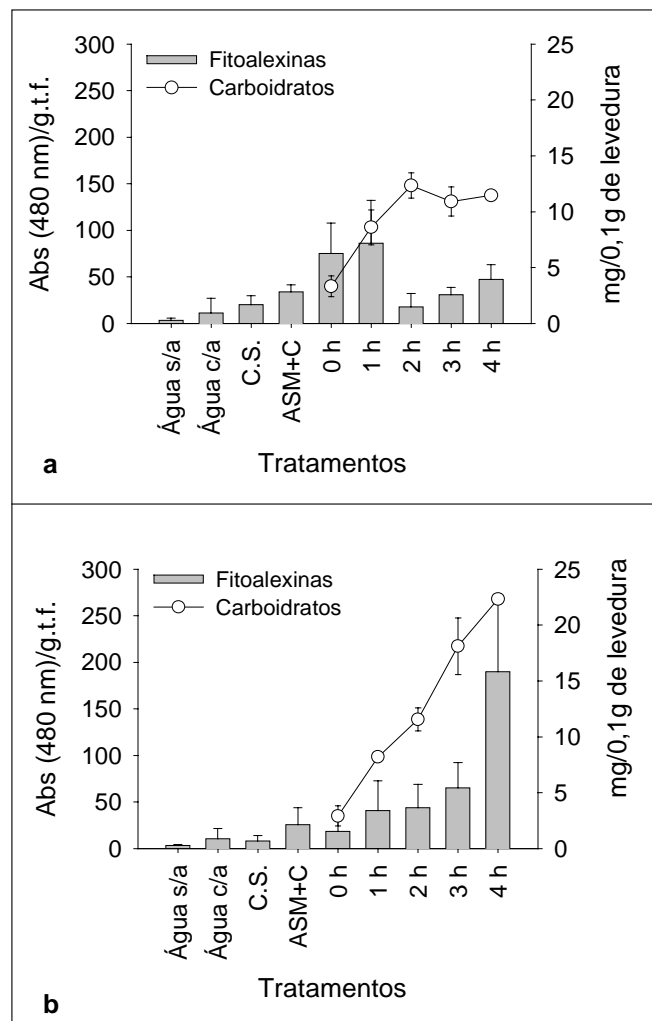 300
250
200
150
100
50
0
Abs (480 nm)/g.t.f.
Fitoalexinas
Carboidratos
25
20
15
10
5
0
mg/0,1g de levedura
Água s/a
Água c/a
C.S.
ASM+C
0 h
1 h
2 h
3 h
4 h
Tratamentos
a
300
250
200
150
100
50
0
Abs (480 nm)/g.t.f.
Fitoalexinas
Carboidratos
25
20
15
10
5
0
mg/0,1g de levedura
Água s/a
Água c/a
C.S.
ASM+C
0 h
1 h
2 h
3 h
4 h
Tratamentos
b